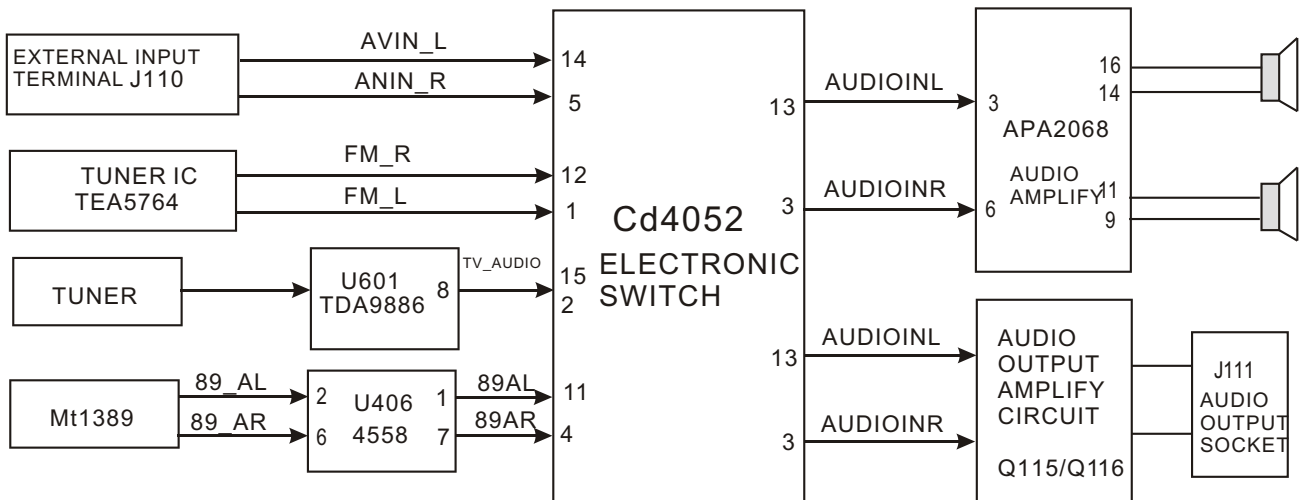 EXTERNAL INPUT
TERMINAL J110
AVIN_L
ANIN_R
14
5
TUNER IC
TEA5764
FM_R
FM_L
12
1
TUNER
U601
TDA9886
8
TV_AUDIO
15
2
Mt1389
89_AL
89_AR
2
6
U406
4558
1
7
89AL
89AR
11
4
Cd4052
ELECTRONIC
SWITCH
13
3
AUDIOINL
AUDIOINR
3
6
APA2068
AUDIO
AMPLIFY
16
14
11
9
13
3
AUDIOINL
AUDIOINR
AUDIO
OUTPUT
AMPLIFY
CIRCUIT
Q115/Q116
J111
AUDIO
OUTPUT
SOCKET